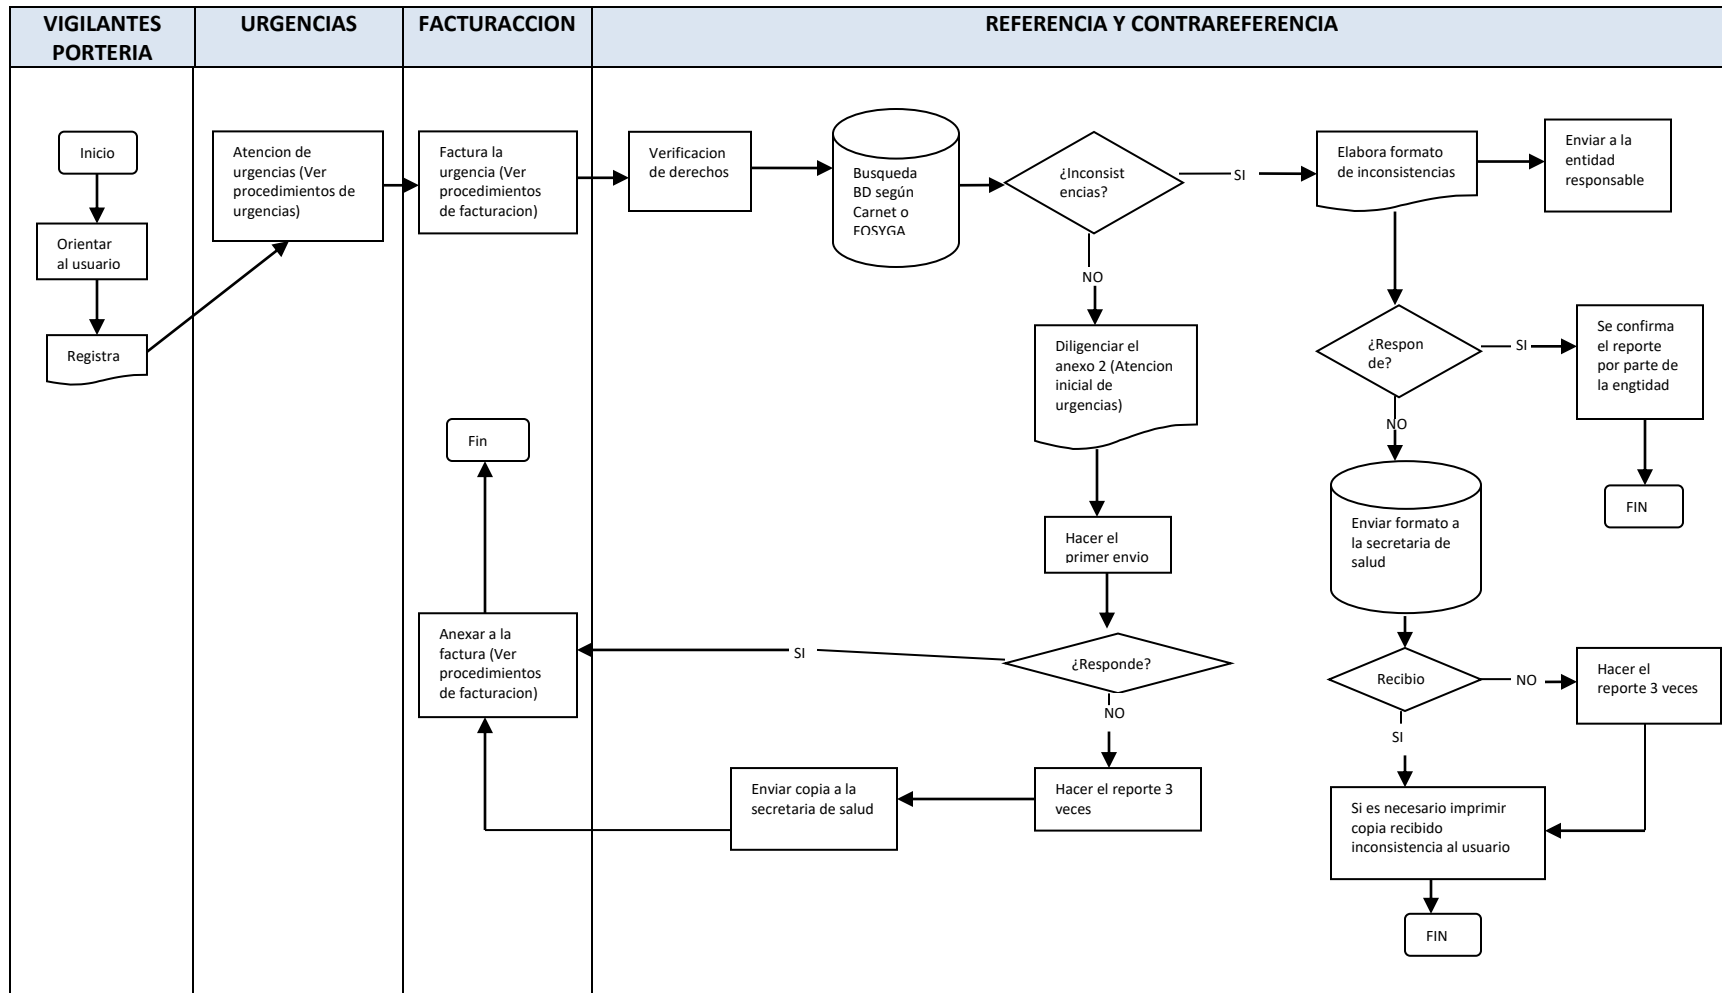 VIGILANTES
PORTERIA
URGENCIAS
FACTURACCION
REFERENCIA Y CONTRAREFERENCIA
Inicio
Orientar
al usuario
Registra
Atencion de
urgencias (Ver
procedimientos de
urgencias)
Factura la
urgencia (Ver
procedimientos
de facturacion)
Verificacion
de derechos
Busqueda
BD según
Carnet o
FOSYGA
¿Inconsist
encias?
SI
Elabora formato
de inconsistencias
Enviar a la
entidad
responsable
NO
Diligenciar el
anexo 2 (Atencion
inicial de
urgencias)
¿Respon
de?
SI
Se confirma
el reporte
por parte de
la engtidad
NO
FIN
Fin
Hacer el
primer envio
Enviar formato a
la secretaria de
salud
Anexar a la
factura (Ver
procedimientos
de facturacion)
SI
¿Responde?
NO
Recibio
NO
Hacer el
reporte 3 veces
SI
Enviar copia a la
secretaria de salud
Hacer el reporte 3
veces
Si es necesario imprimir
copia recibido
inconsistencia al usuario
FIN